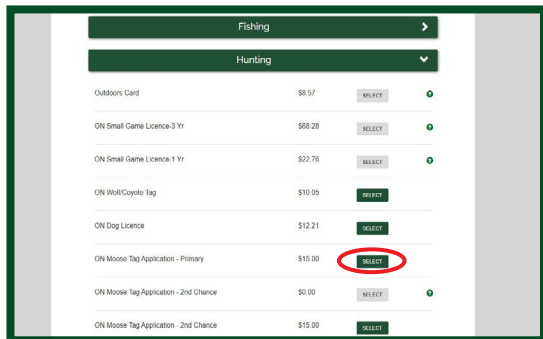 Fishing
Hunting
Outdoors Card $8.57 SELECT
ON Small Game Licence-3 Yr $68.28 SELECT
ON Small Game Licence-1 Yr $22.76 SELECT
ON Wolf/Coyote Tag $10.05 SELECT
ON Dog Licence $12.21 SELECT
ON Moose Tag Application - Primary $15.00 SELECT
ON Moose Tag Application - 2nd Chance $0.00 SELECT
ON Moose Tag Application - 2nd Chance $15.00 SELECT